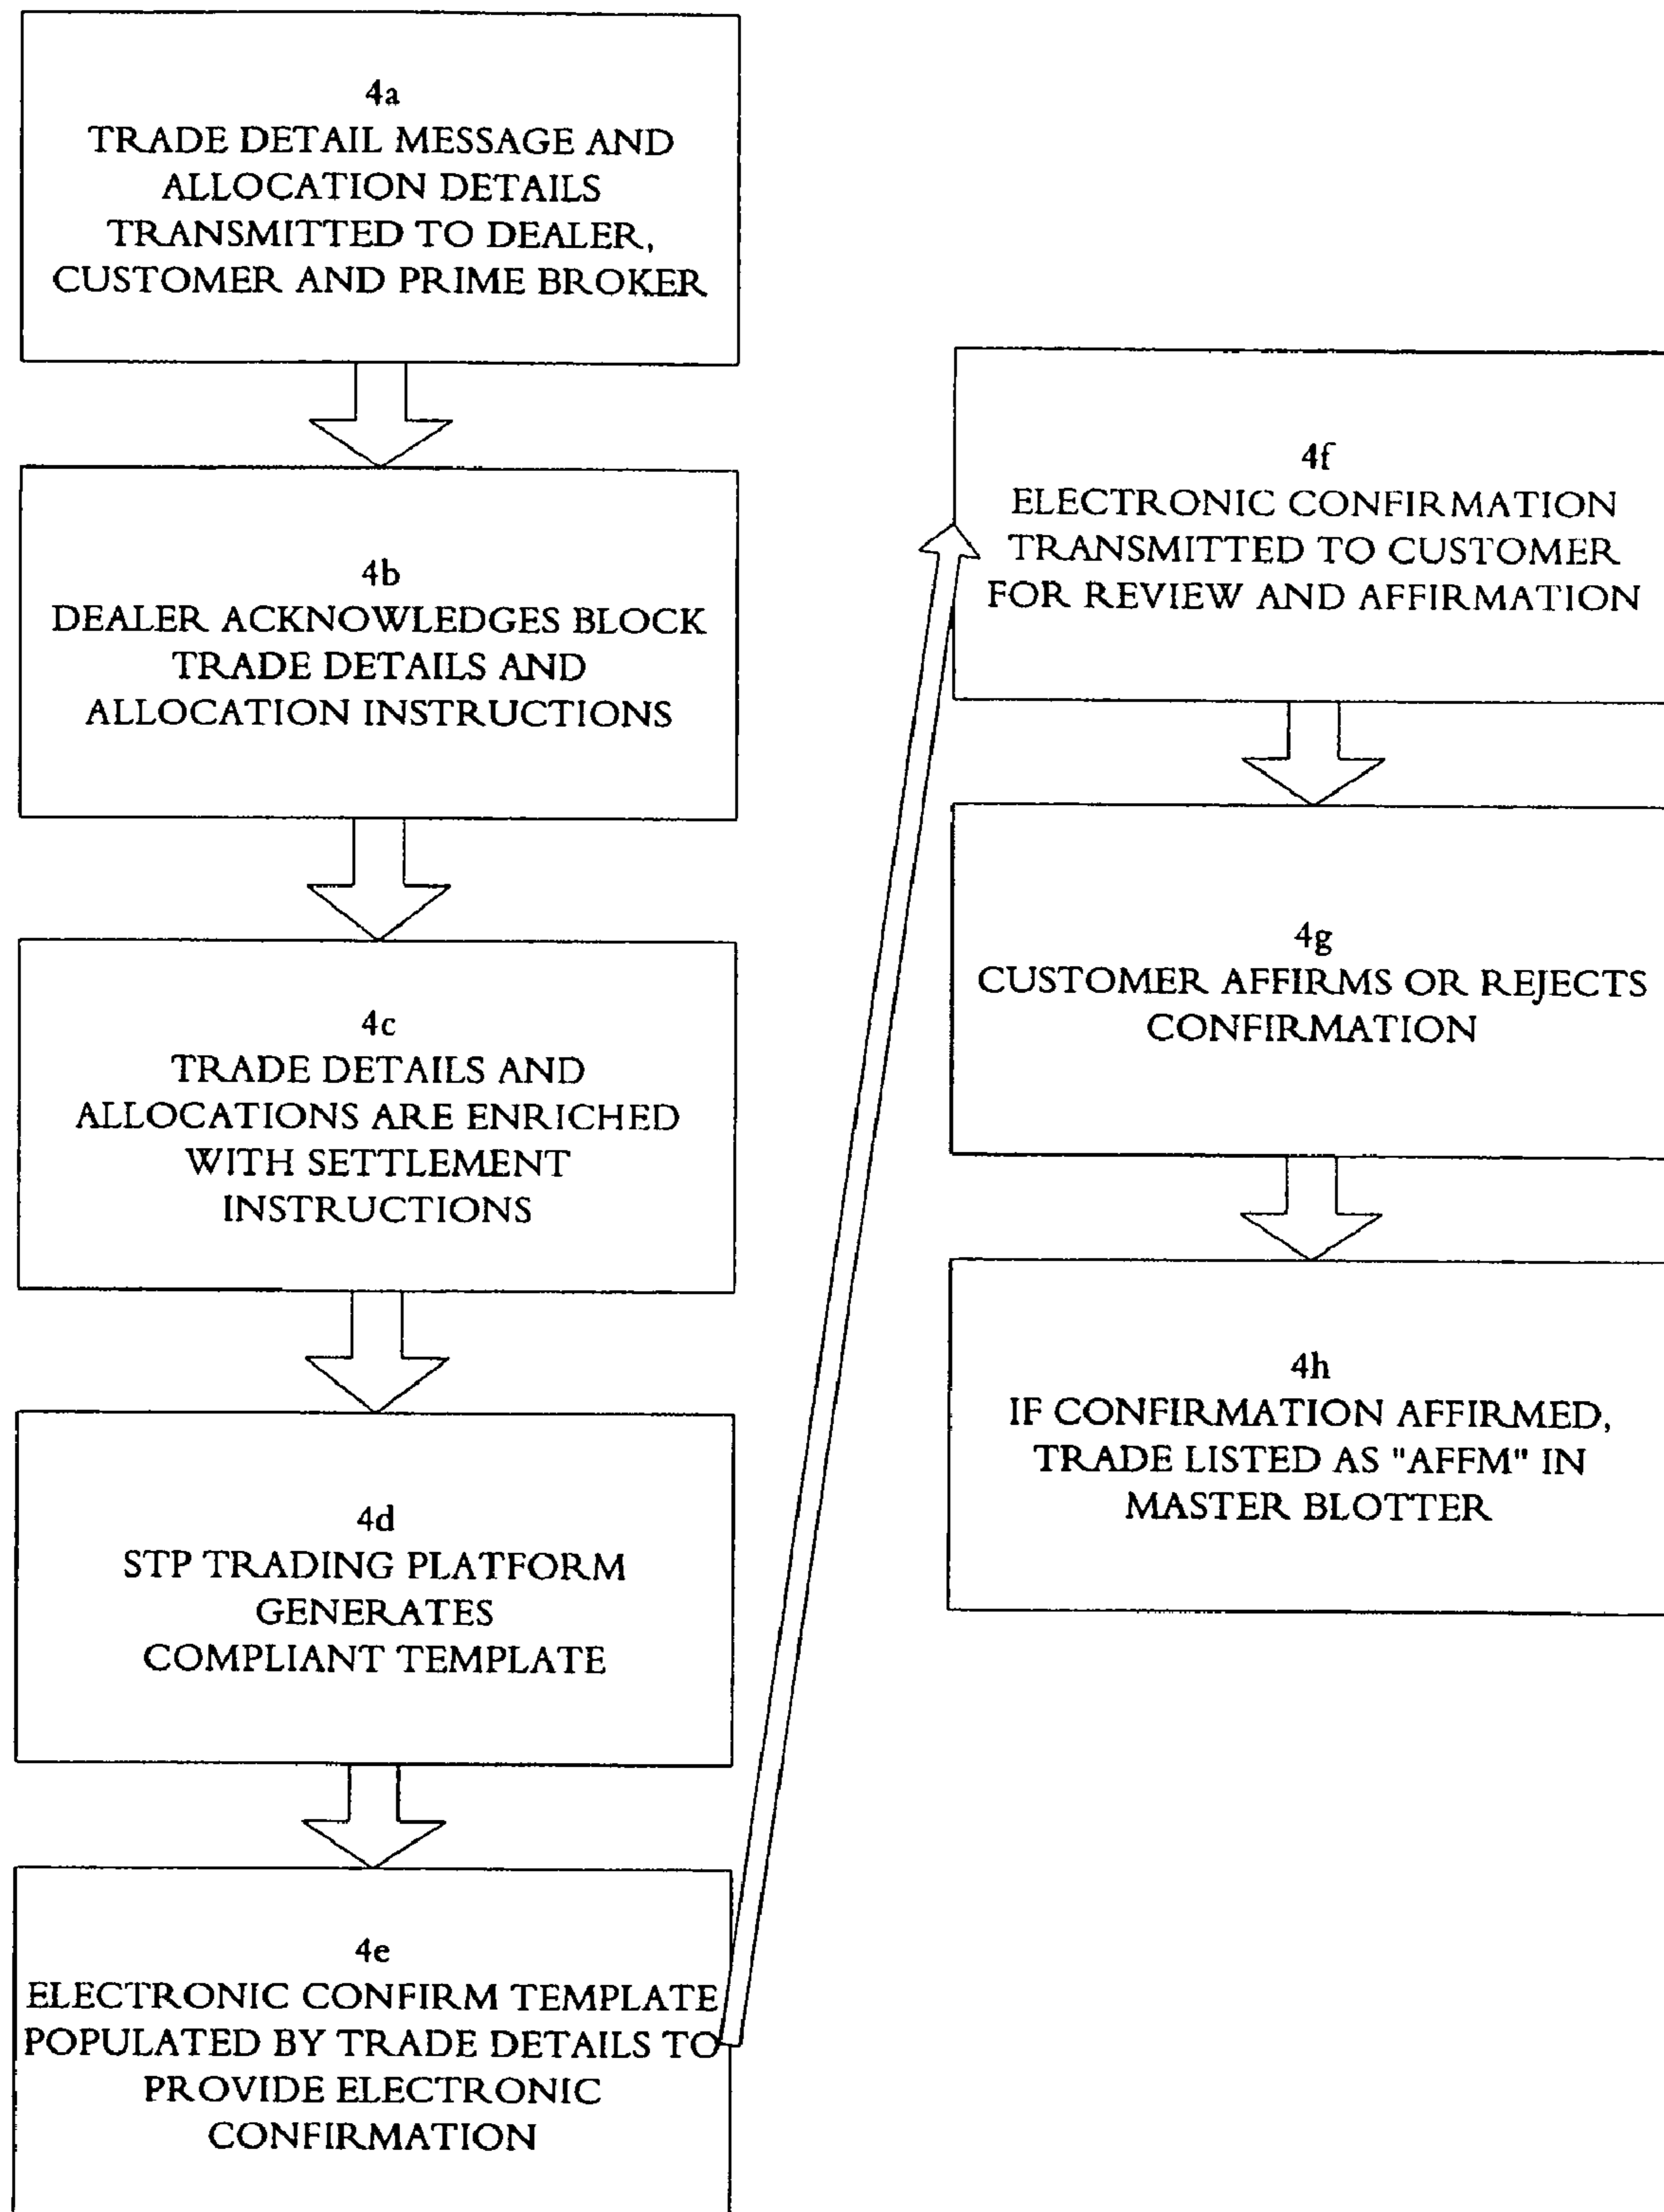 4a
TRADE DETAIL MESSAGE AND
ALLOCATION DETAILS
TRANSMITTED TO DEALER,
CUSTOMER AND PRIME BROKER
4b
DEALER ACKNOWLEDGES BLOCK
TRADE DETAILS AND
ALLOCATION INSTRUCTIONS
4c
TRADE DETAILS AND
ALLOCATIONS ARE ENRICHED
WITH SETTLEMENT
INSTRUCTIONS
4d
STP TRADING PLATFORM
GENERATES
COMPLIANT TEMPLATE
4e
ELECTRONIC CONFIRM TEMPLATE
POPULATED BY TRADE DETAILS TO
PROVIDE ELECTRONIC
CONFIRMATION
4f
ELECTRONIC CONFIRMATION
TRANSMITTED TO CUSTOMER
FOR REVIEW AND AFFIRMATION
4g
CUSTOMER AFFIRMS OR REJECTS
CONFIRMATION
4h
IF CONFIRMATION AFFIRMED,
TRADE LISTED AS "AFFM" IN
MASTER BLOTTER